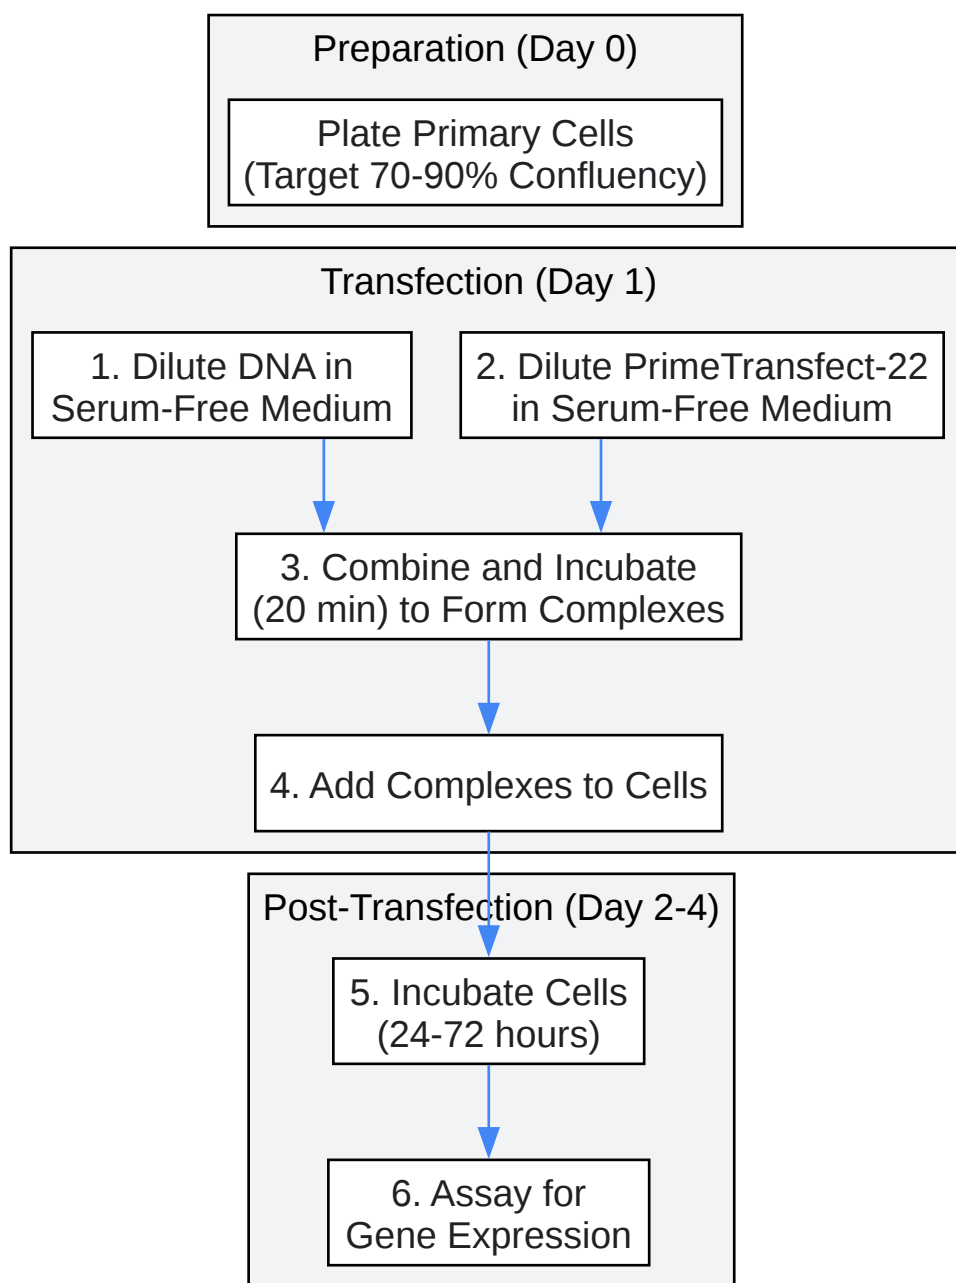 Preparation (Day 0)
Plate Primary Cells
(Target 70-90% Confluency)
Transfection (Day 1)
1. Dilute DNA in
Serum-Free Medium
2. Dilute PrimeTransfect-22
in Serum-Free Medium
3. Combine and Incubate
(20 min) to Form Complexes
4. Add Complexes to Cells
Post-Transfection (Day 2-4)
5. Incubate Cells
(24-72 hours)
6. Assay for
Gene Expression